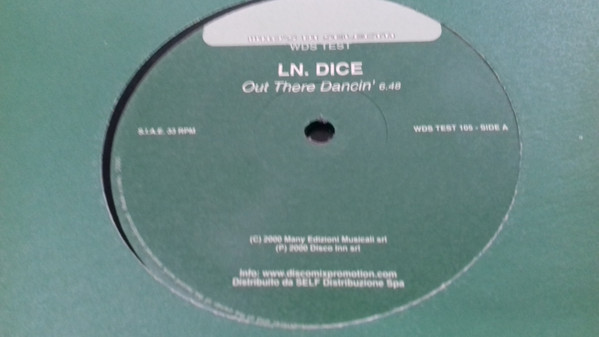 WDS TEST
LN. DICE
Out There Dancin' 6.48
S.I.A.E. 33 RPM
WDS TEST 105 - SIDE A
(C) 2000 Many Edizioni Musicali srl
(P) 2000 Disco Inn srl
Info: www.discomixpromotion.com
Distribuito da SELF Distribuzione Spa